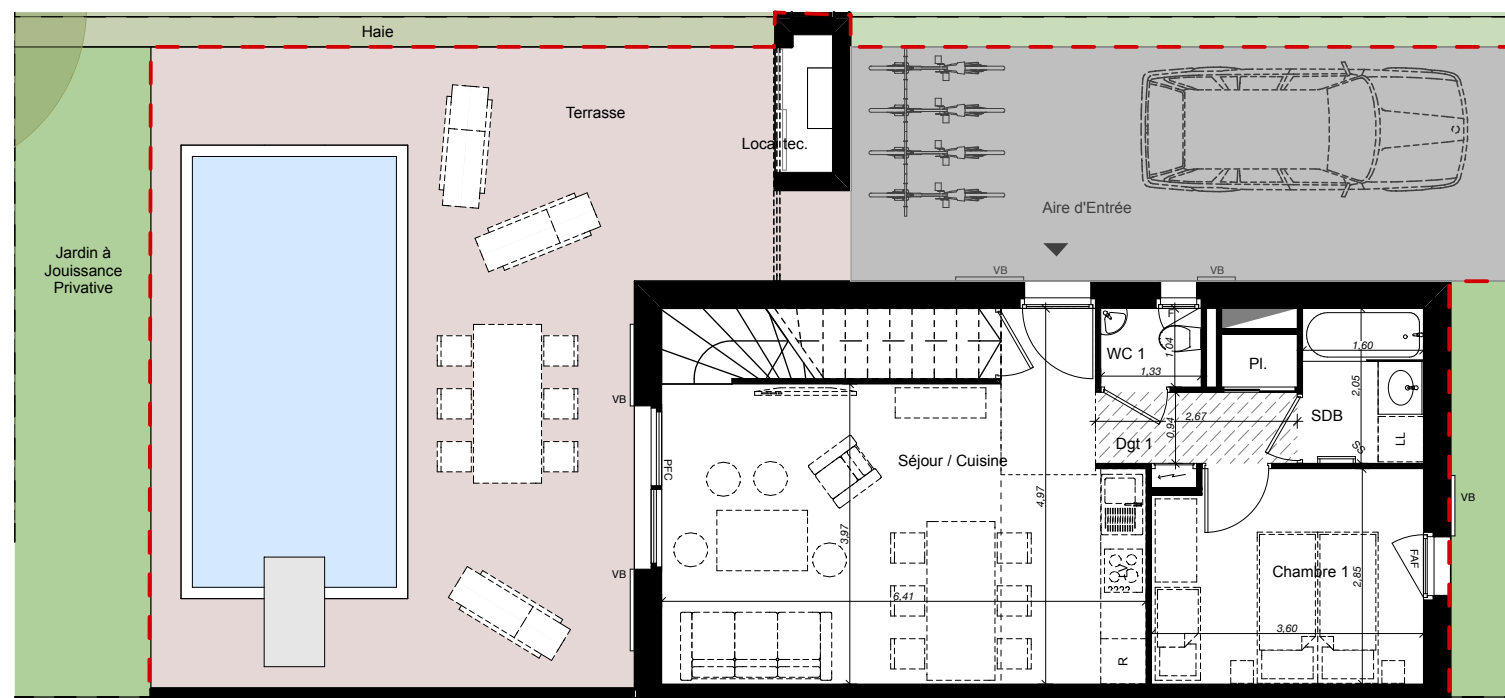 Haie
Terrasse
Local tec.
Aire d'Entrée
Jardin à
Jouissance
Privative
VB
VB
F
WC 1
1,04
1,33
Pl.
1,60
2,05
SDB
LL
SS
2,67
0,94
Dgt 1
VB
PFC
Séjour / Cuisine
4,97
3,97
VB
VB
FAF
Chambre 1
2,85
LV
6,41
3,60
R